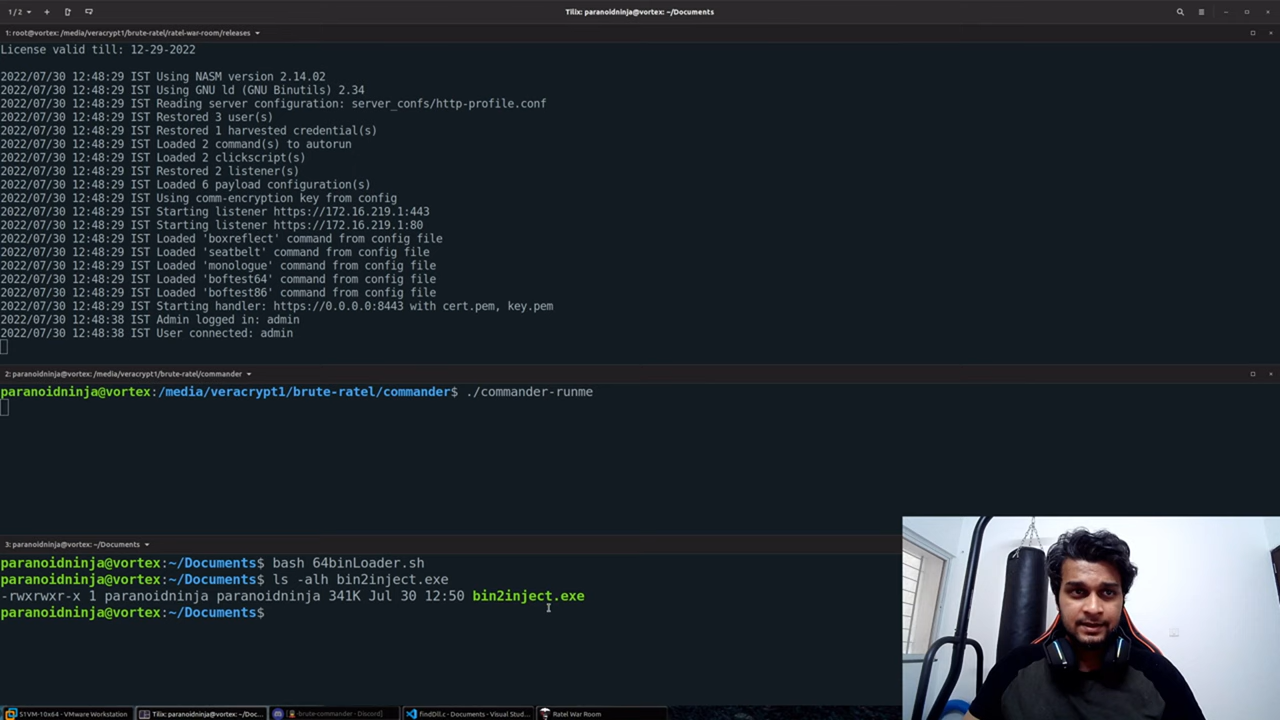 1 / 2
Tilix: paranoidninja@vortex: ~/Documents
1: root@vortex: /media/veracrypt1/brute-ratel/ratel-war-room/releases
License valid till: 12-29-2022
2022/07/30 12:48:29 IST Using NASM version 2.14.02
2022/07/30 12:48:29 IST Using GNU ld (GNU Binutils) 2.34
2022/07/30 12:48:29 IST Reading server configuration: server_confs/http-profile.conf
2022/07/30 12:48:29 IST Restored 3 user(s)
2022/07/30 12:48:29 IST Restored 1 harvested credential(s)
2022/07/30 12:48:29 IST Loaded 2 command(s) to autorun
2022/07/30 12:48:29 IST Loaded 2 clickscript(s)
2022/07/30 12:48:29 IST Restored 2 listener(s)
2022/07/30 12:48:29 IST Loaded 6 payload configuration(s)
2022/07/30 12:48:29 IST Using comm-encryption key from config
2022/07/30 12:48:29 IST Starting listener https://172.16.219.1:443
2022/07/30 12:48:29 IST Starting listener https://172.16.219.1:80
2022/07/30 12:48:29 IST Loaded 'boxreflect' command from config file
2022/07/30 12:48:29 IST Loaded 'seatbelt' command from config file
2022/07/30 12:48:29 IST Loaded 'monologue' command from config file
2022/07/30 12:48:29 IST Loaded 'boftest64' command from config file
2022/07/30 12:48:29 IST Loaded 'boftest86' command from config file
2022/07/30 12:48:29 IST Starting handler: https://0.0.0.0:8443 with cert.pem, key.pem
2022/07/30 12:48:38 IST Admin logged in: admin
2022/07/30 12:48:38 IST User connected: admin
2: paranoidninja@vortex: /media/veracrypt1/brute-ratel/commander
paranoidninja@vortex:/media/veracrypt1/brute-ratel/commander$ ./commander-runme
3: paranoidninja@vortex: ~/Documents
paranoidninja@vortex:~/Documents$ bash 64binLoader.sh
paranoidninja@vortex:~/Documents$ ls -alh bin2inject.exe
-rwxrwxr-x 1 paranoidninja paranoidninja 341K Jul 30 12:50 bin2inject.exe
paranoidninja@vortex:~/Documents$
S1VM-10x64 - VMware Workstation
Tilix: paranoidninja@vortex: ~/Doc...
brute-commander - Discord]
findDll.c - Documents - Visual Stud...
Ratel War Room